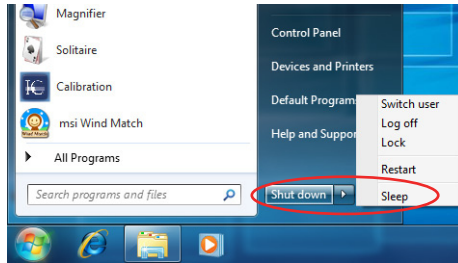 Magnifier
Solitaire
Calibration
msi Wind Match
All Programs
Search programs and files
Control Panel
Devices and Printers
Default Program
Help and Suppor
Shut down
Switch user
Log off
Lock
Restart
Sleep